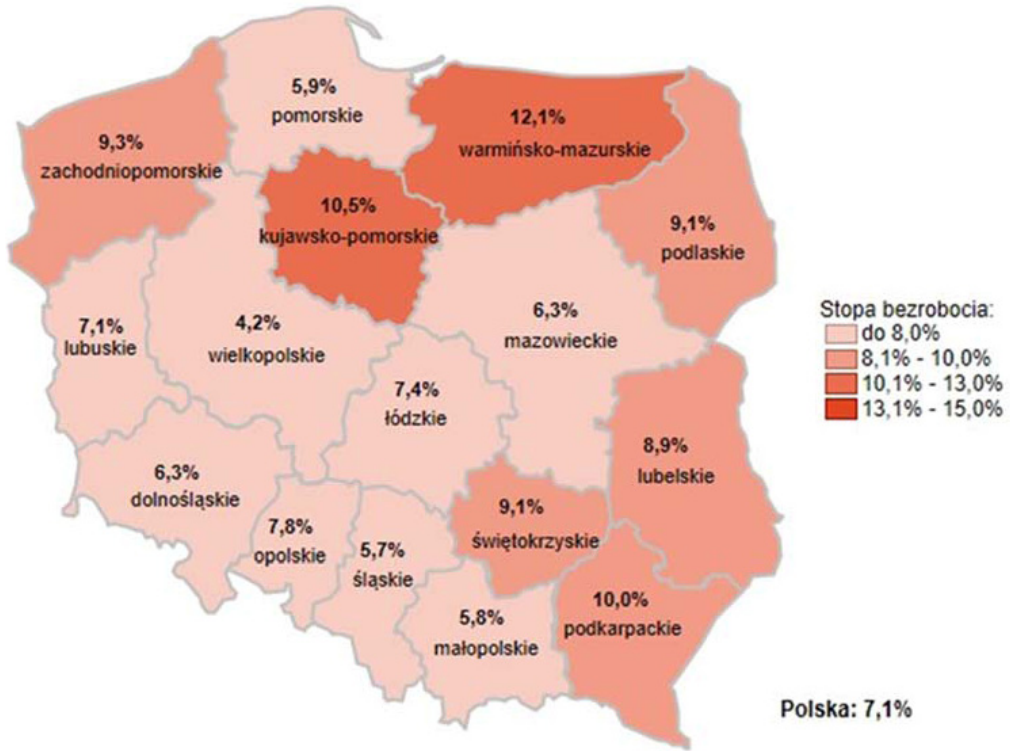 5,9%
pomorskie
12,1%
warmińsko-mazurskie
9,3%
zachodniopomorskie
10,5%
kujawsko-pomorskie
9,1%
podlaskie
6,3%
mazowieckie
7,1%
lubuskie
4,2%
wielkopolskie
7,4%
łódzkie
8,9%
lubelskie
6,3%
dolnośląskie
7,8%
opolskie
5,7%
śląskie
9,1%
świętokrzyskie
5,8%
małopolskie
10,0%
podkarpackie
Stopa bezrobocia:
do 8,0%
8,1% - 10,0%
10,1% - 13,0%
13,1% - 15,0%
Polska: 7,1%